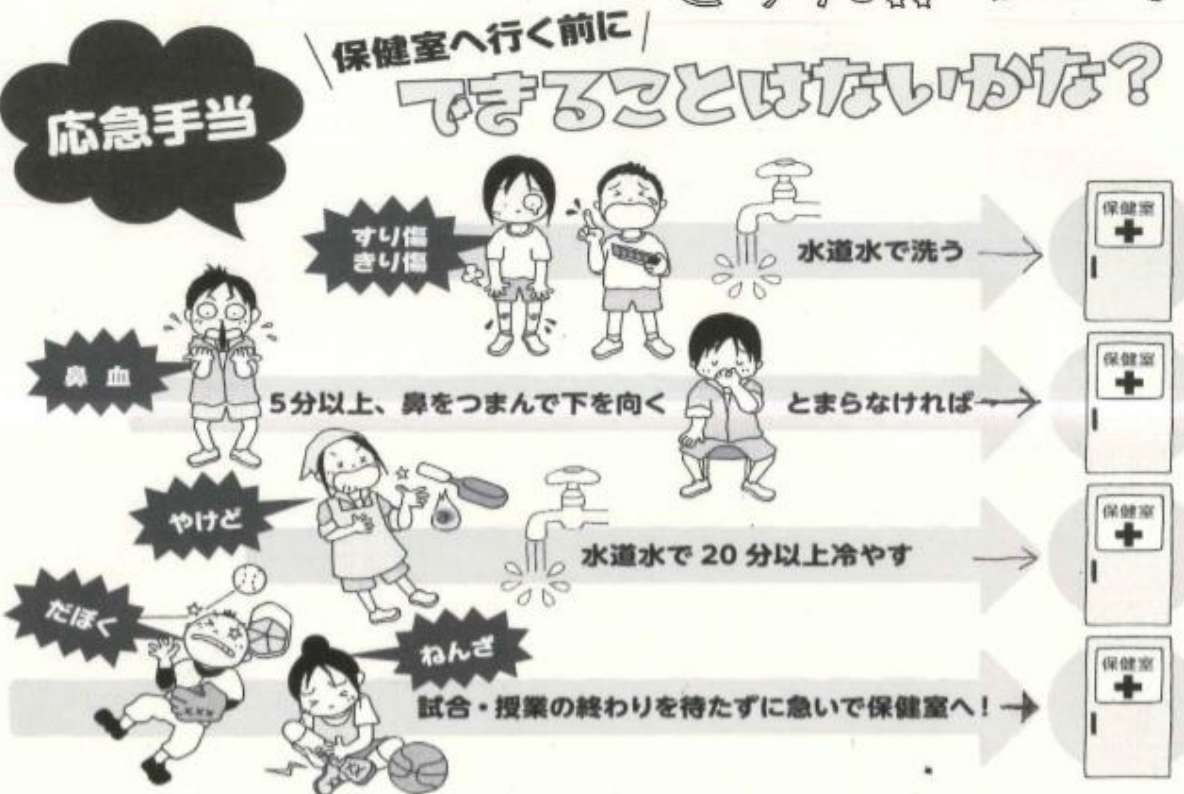 応急手当
保健室へ行く前に
できることはないかな？
すり傷
きり傷
水道水で洗う
保健室
鼻血
5分以上、鼻をつまんで下を向く
とまらなければ
保健室
やけど
水道水で20分以上冷やす
保健室
だぼく
ねんざ
試合・授業の終わりを待たずに急いで保健室へ！
保健室